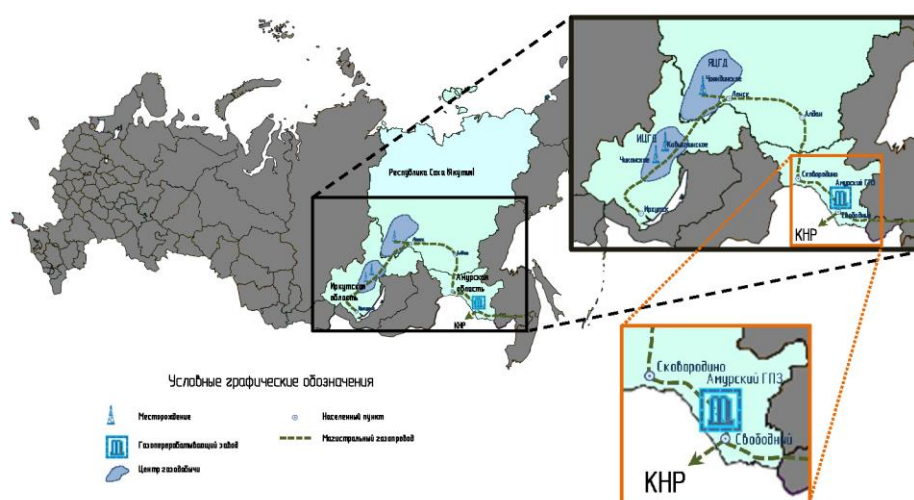 Республика Саха (Якутия)
Иркутская
область
Амурская
область
КНР
ЯЦГД
Чаяндинское
Ленск
Алдан
ИЦГД
Ковыктинское
Чиканское
Иркутск
Сковородино
Амурский ГПЗ
Свободный
КНР
Сковородино
Амурский ГПЗ
Свободный
КНР
Условные графические обозначения
Месторождение
Населенный пункт
Газоперерабатывающий завод
Магистральный газопровод
Центр газодобычи